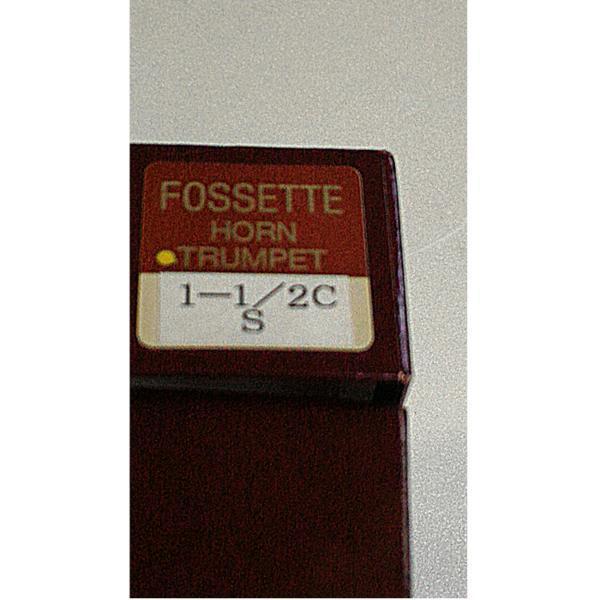 FOSSETTE
HORN
TRUMPET
1—1／2C
S